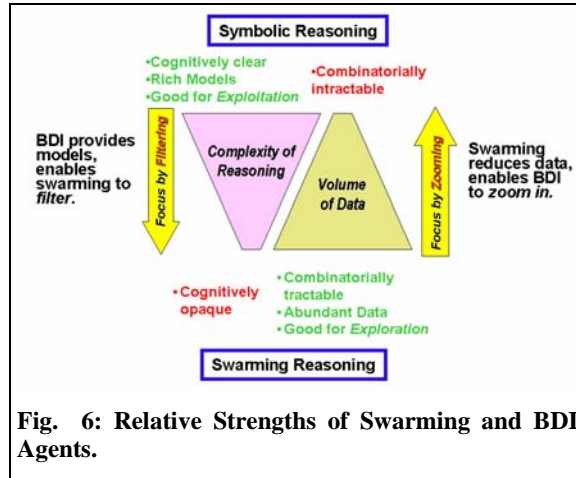 Symbolic Reasoning
•Cognitively clear
•Rich Models
•Good for Exploitation
•Combinatorially
intractable
BDI provides
models,
enables
swarming to
filter.
Focus by Filtering
Complexity of
Reasoning
Volume
of Data
Focus by Zooming
Swarming
reduces data,
enables BDI
to zoom in.
•Cognitively
opaque
•Combinatorially
tractable
•Abundant Data
•Good for Exploration
Swarming Reasoning
Fig. 6: Relative Strengths of Swarming and BDI
Agents.